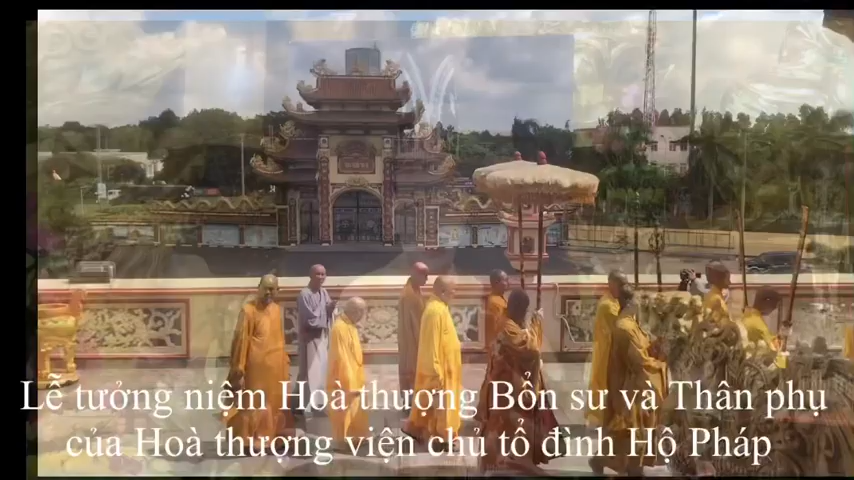 Lễ tưởng niệm Hoà thượng Bổn sư và Thân phụ
của Hoà thượng viện chủ tổ đình Hộ Pháp